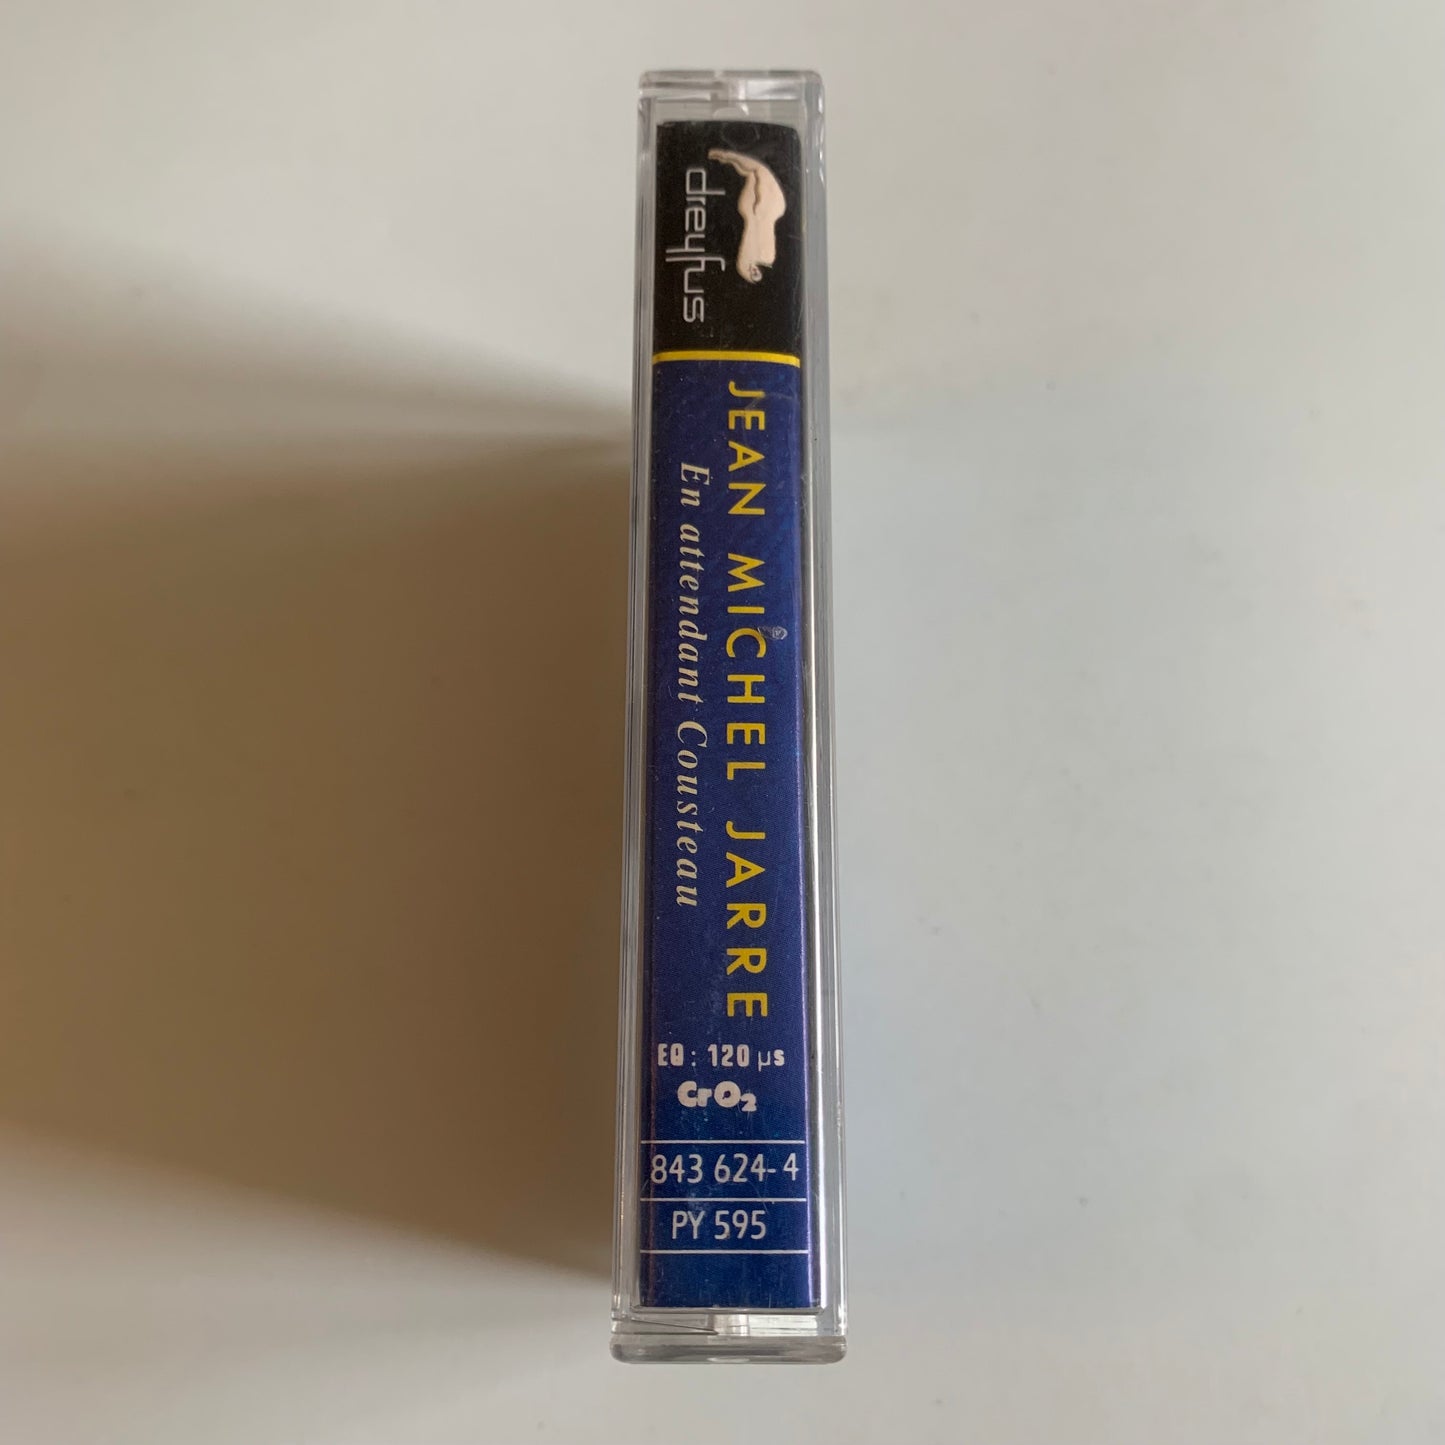 dreyfus
JEAN MICHEL JARRE
En attendant Cousteau
EQ: 120 µs
CrO2
843 624-4
PY 595